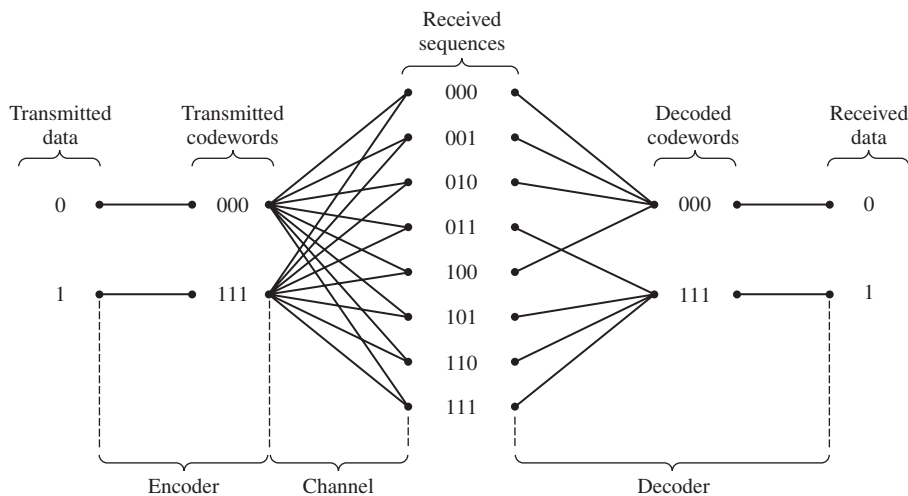 Received
sequences
000
Transmitted
data
Transmitted
codewords
Decoded
codewords
Received
data
001
010
0
000
000
0
011
100
1
111
111
1
101
110
111
Encoder
Channel
Decoder